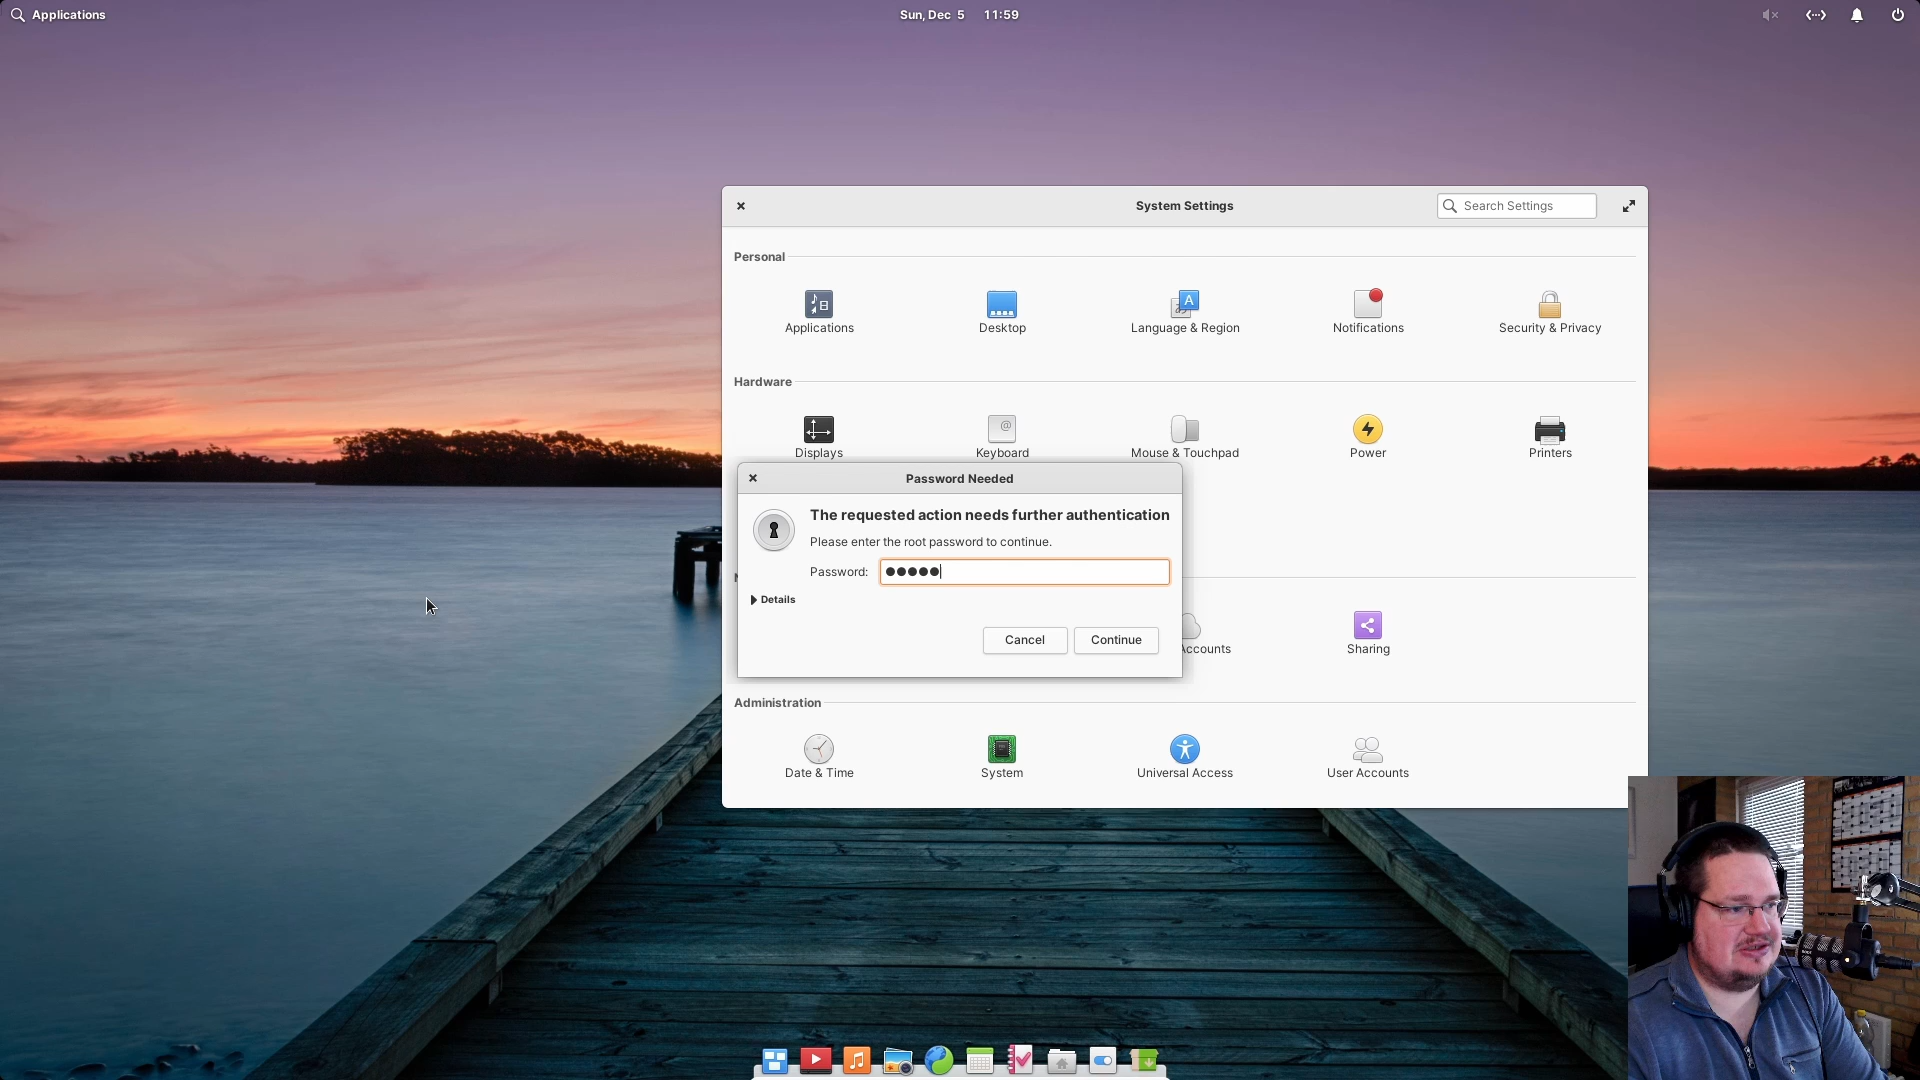 Applications
Sun, Dec 5 11:59
System Settings
Search Settings
Personal
Applications
Desktop
Language & Region
Notifications
Security & Privacy
Hardware
Displays
Keyboard
Mouse & Touchpad
Power
Printers
Password Needed
The requested action needs further authentication
Please enter the root password to continue.
Password: ●●●●●
Details
Cancel
Continue
Accounts
Sharing
Administration
Date & Time
System
Universal Access
User Accounts